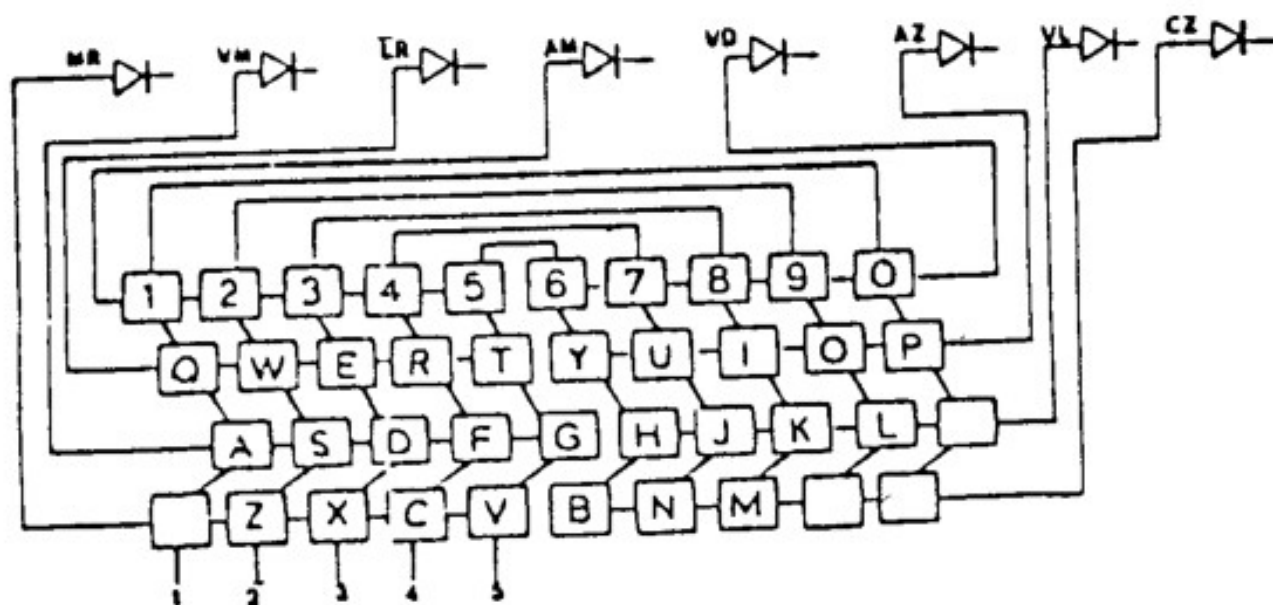 MR VM LR AM VD AZ VL CZ
1 2 3 4 5 6 7 8 9 0
Q W E R T Y U I O P
A S D F G H J K L
Z X C V B N M
1 2 3 4 5